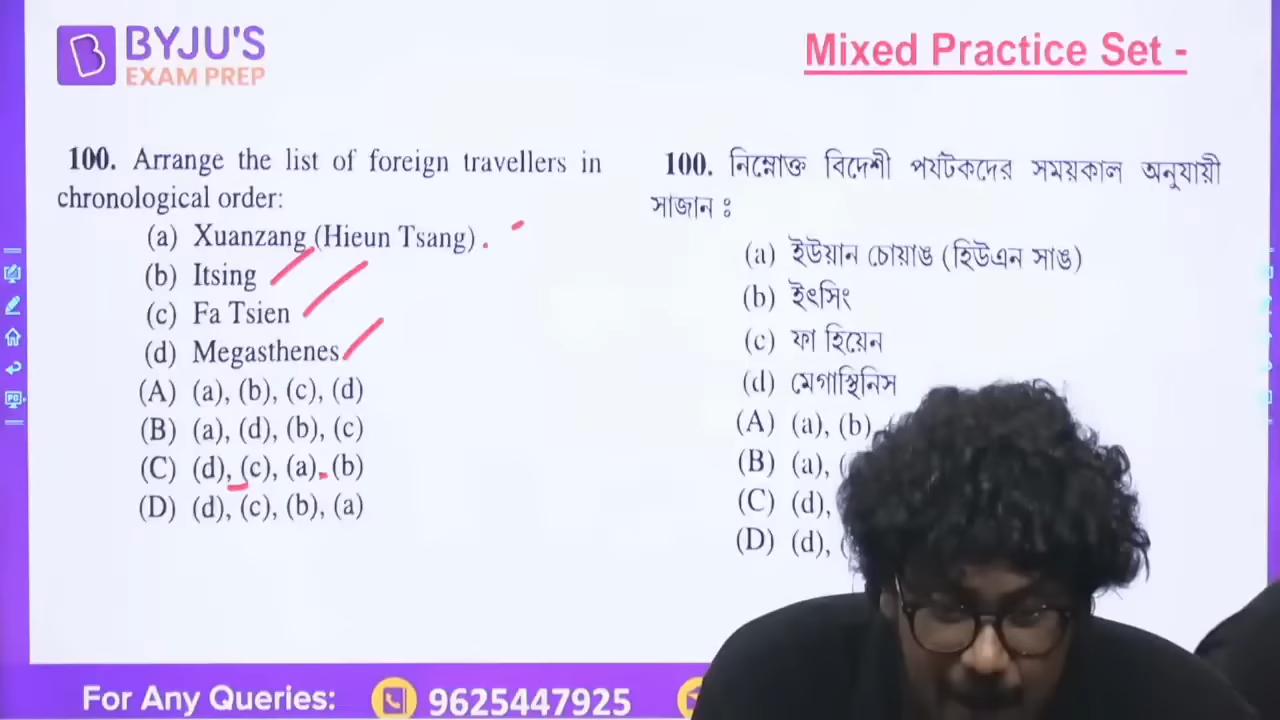 BYJU'S
EXAM PREP
Mixed Practice Set -
100. Arrange the list of foreign travellers in
chronological order:
(a) Xuanzang (Hieun Tsang)
(b) Itsing
(c) Fa Tsien
(d) Megasthenes
(A) (a), (b), (c), (d)
(B) (a), (d), (b), (c)
(C) (d), (c), (a), (b)
(D) (d), (c), (b), (a)
100. নিম্নোক্ত বিদেশী পর্যটকদের সময়কাল অনুযায়ী
সাজান ঃ
(a) ইউয়ান চোয়াঙ (হিউএন সাঙ)
(b) ইৎসিং
(c) ফা হিয়েন
(d) মেগাস্থিনিস
(A) (a), (b),
(B) (a), (
(C) (d),
(D) (d), (
For Any Queries:
9625447925